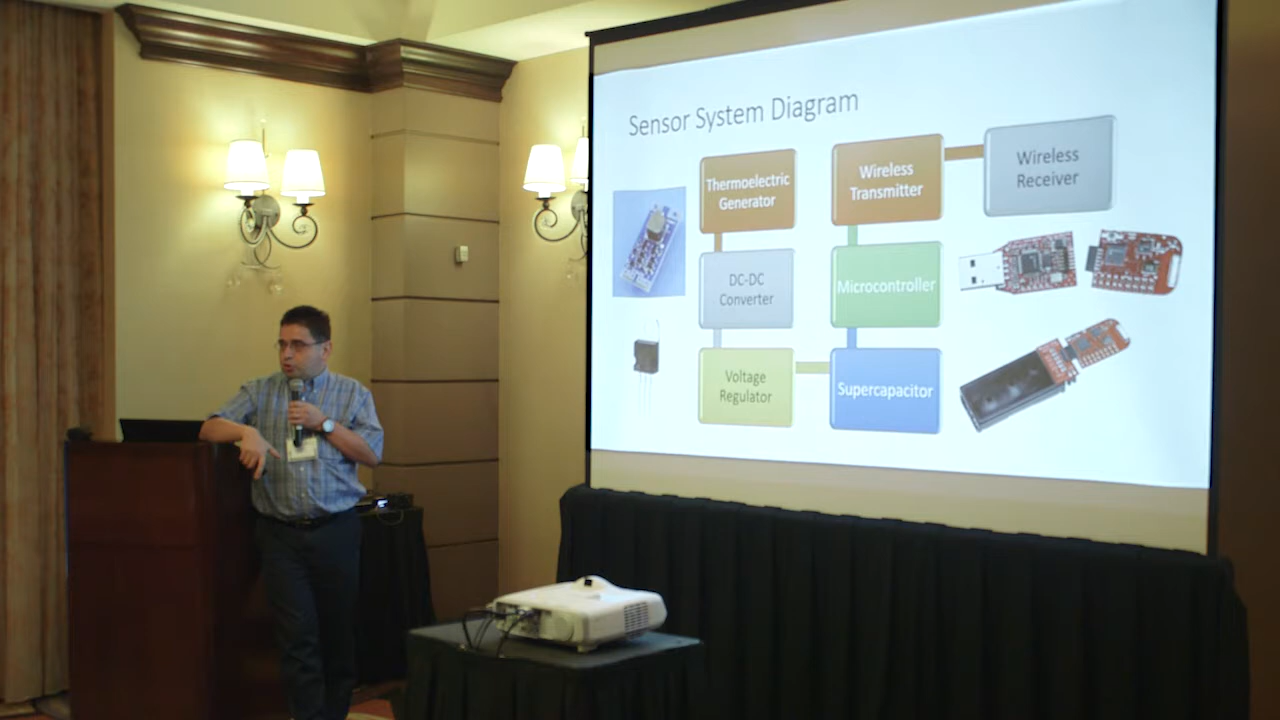 Sensor System Diagram
Thermoelectric
Generator
Wireless
Transmitter
Wireless
Receiver
DC-DC
Converter
Microcontroller
Voltage
Regulator
Supercapacitor